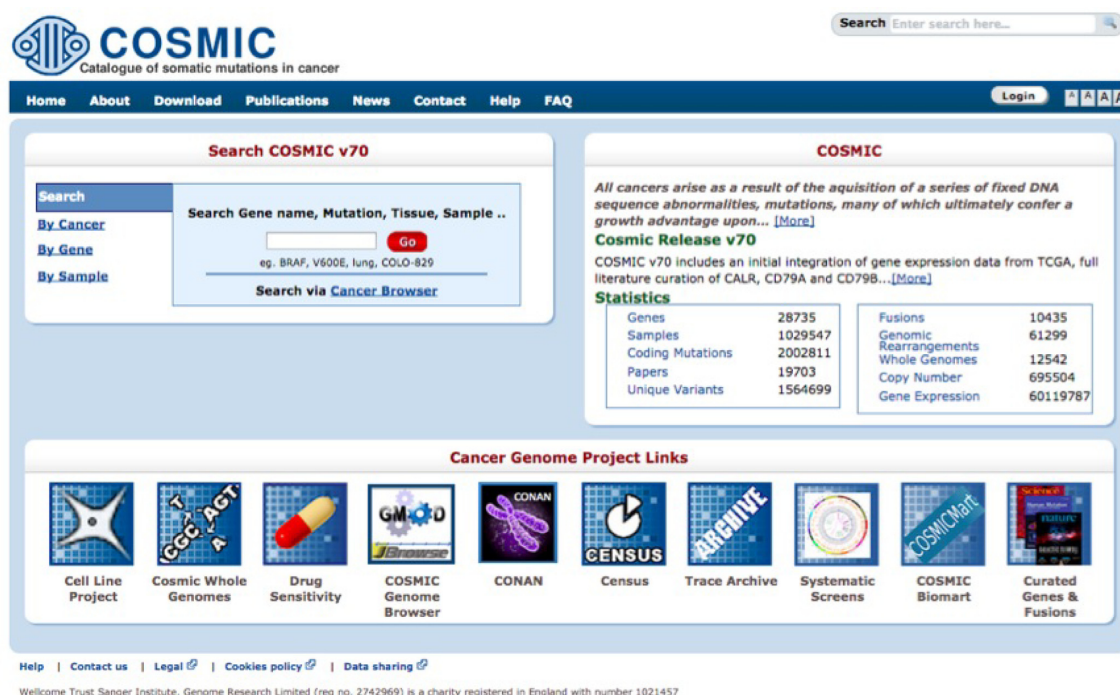 COSMIC
Catalogue of somatic mutations in cancer
Search Enter search here...
Home About Download Publications News Contact Help FAQ
Login A A A A
Search COSMIC v70
Search
By Cancer
By Gene
By Sample
Search Gene name, Mutation, Tissue, Sample ..
Go
eg. BRAF, V600E, lung, COLO-829
Search via Cancer Browser
COSMIC
All cancers arise as a result of the aquisition of a series of fixed DNA
sequence abnormalities, mutations, many of which ultimately confer a
growth advantage upon... [More]
Cosmic Release v70
COSMIC v70 includes an initial integration of gene expression data from TCGA, full
literature curation of CALR, CD79A and CD79B...[More]
Statistics
Genes 28735
Samples 1029547
Coding Mutations 2002811
Papers 19703
Unique Variants 1564699
Fusions 10435
Genomic
Rearrangements 61299
Whole Genomes 12542
Copy Number 695504
Gene Expression 60119787
Cancer Genome Project Links
T
CGC AGT
A
GMOD
JBrowse
CONAN
CENSUS
ARCHIVE
COSMICMart
Science
Human Mutation
nature
Cell Line
Project
Cosmic Whole
Genomes
Drug
Sensitivity
COSMIC
Genome
Browser
CONAN
Census
Trace Archive
Systematic
Screens
COSMIC
Biomart
Curated
Genes &
Fusions
Help | Contact us | Legal | Cookies policy | Data sharing
Wellcome Trust Sanger Institute, Genome Research Limited (reg no. 2742969) is a charity registered in England with number 1021457